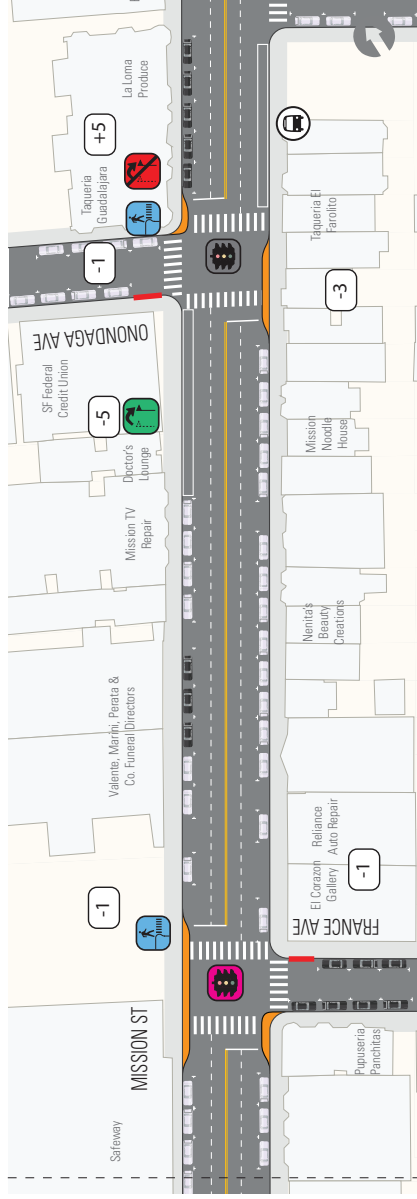 La Loma
Produce
+5
Taqueria
Guadalajara
-1
ONONDAGA AVE
Taqueria El
Farolito
-3
SF Federal
Credit Union
-5
Doctor's
Lounge
Mission TV
Repair
Mission
Noodle
House
Nenita's
Beauty
Creations
Valente, Marini, Perata &
Co. Funeral Directors
Reliance
Auto Repair
El Corazon
Gallery
-1
-1
FRANCE AVE
MISSION ST
Safeway
Pupuseria
Panchitas